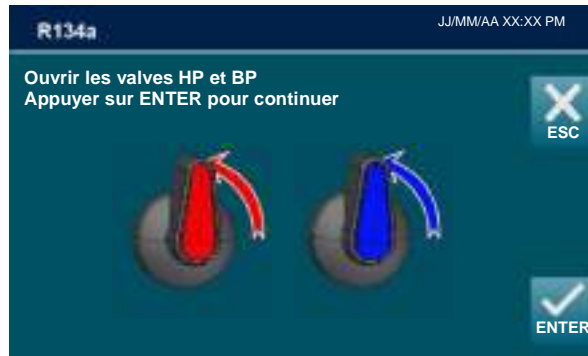 R134a
JJ/MM/AA XX:XX PM
Ouvrir les valves HP et BP
Appuyer sur ENTER pour continuer
ESC
ENTER